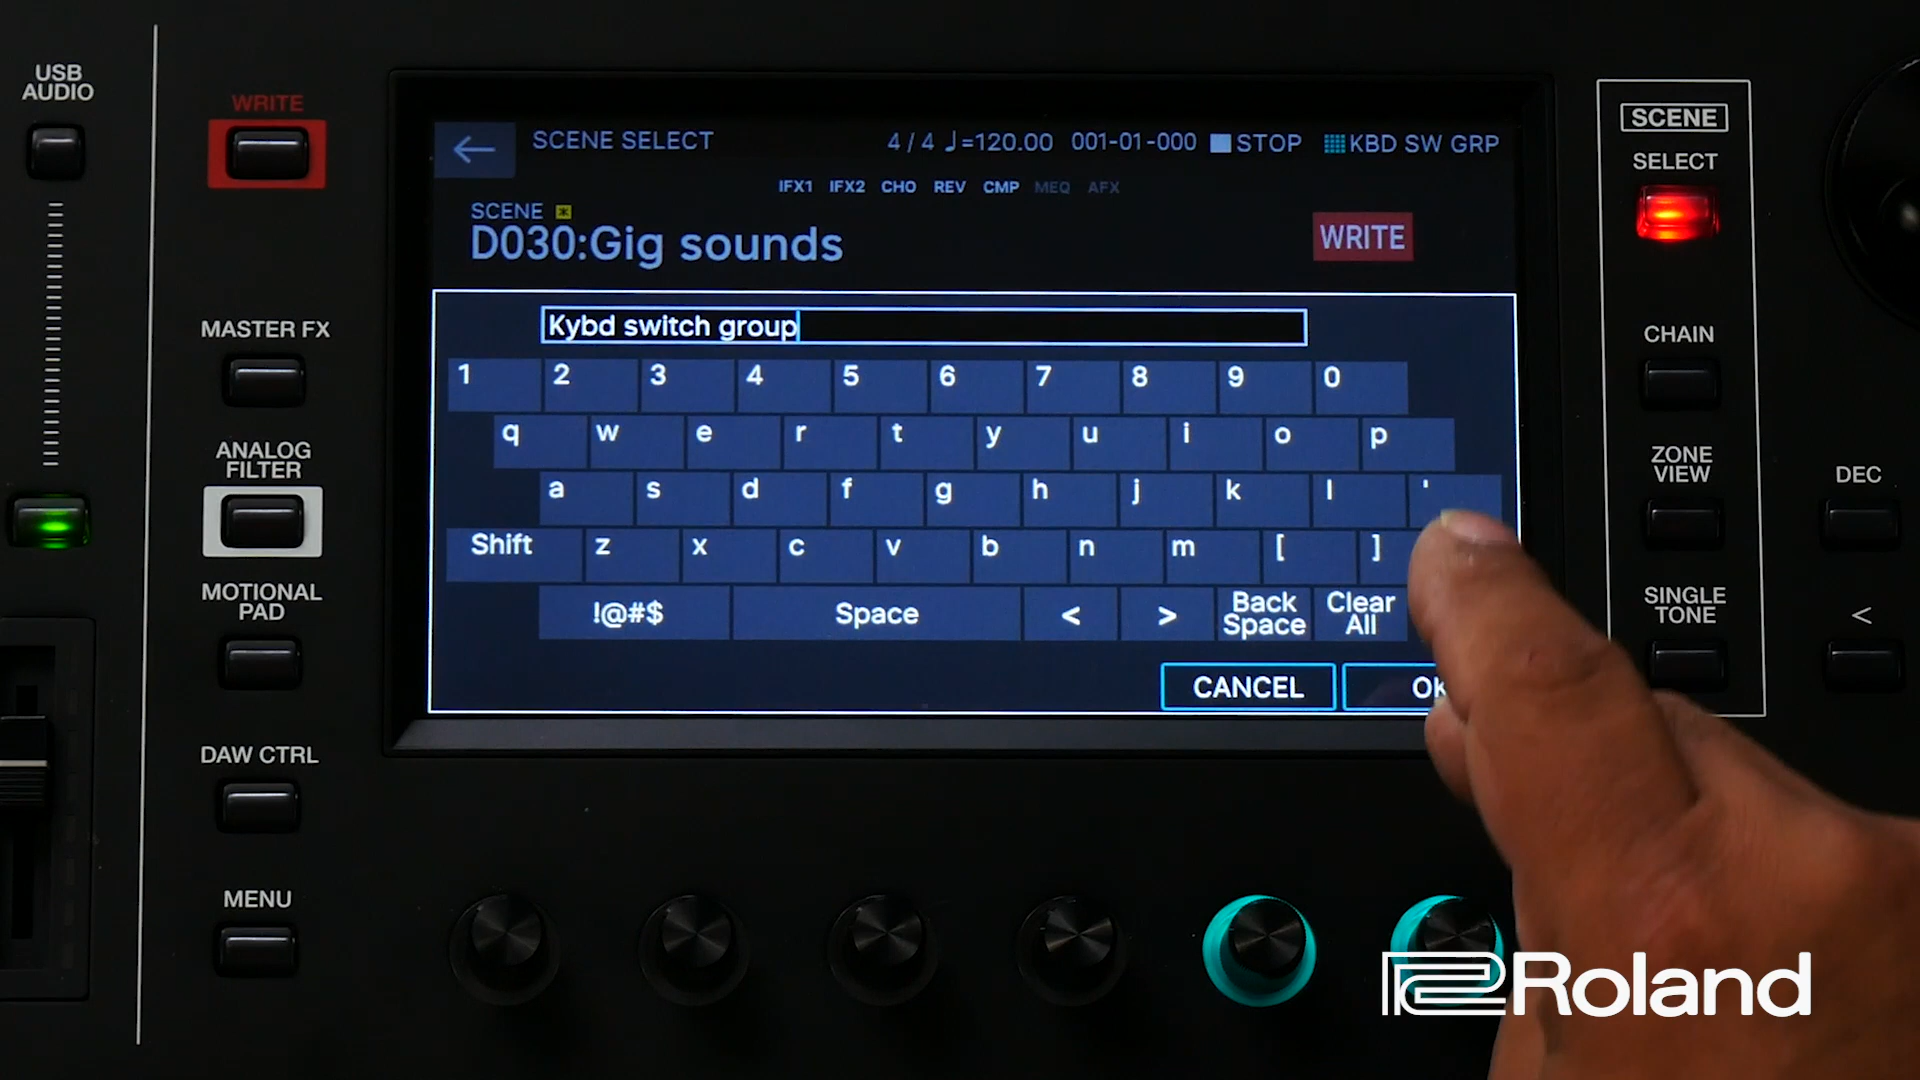 USB
AUDIO
WRITE
MASTER FX
ANALOG
FILTER
MOTIONAL
PAD
DAW CTRL
MENU
SCENE SELECT
4/4 ♩=120.00 001-01-000 STOP KBD SW GRP
IFX1 IFX2 CHO REV CMP MEQ AFX
SCENE
D030:Gig sounds
WRITE
Kybd switch group
1 2 3 4 5 6 7 8 9 0
q w e r t y u i o p
a s d f g h j k l '
Shift z x c v b n m [ ]
!@#$ Space < > Back Space Clear All
CANCEL OK
SCENE
SELECT
CHAIN
ZONE
VIEW
SINGLE
TONE
DEC
<
Roland